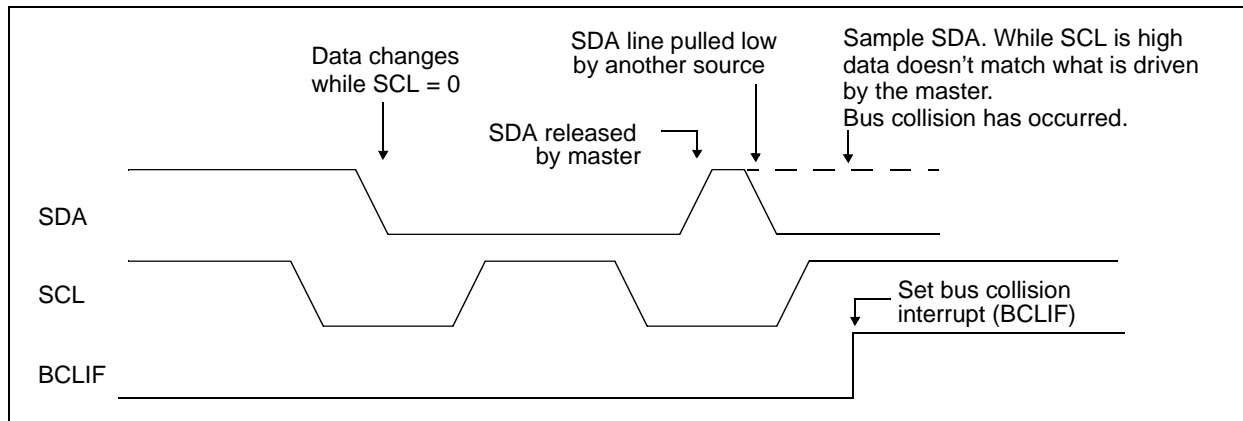 Data changes
while SCL = 0
SDA line pulled low
by another source
Sample SDA. While SCL is high
data doesn't match what is driven
by the master.
Bus collision has occurred.
SDA released
by master
SDA
SCL
Set bus collision
interrupt (BCLIF)
BCLIF